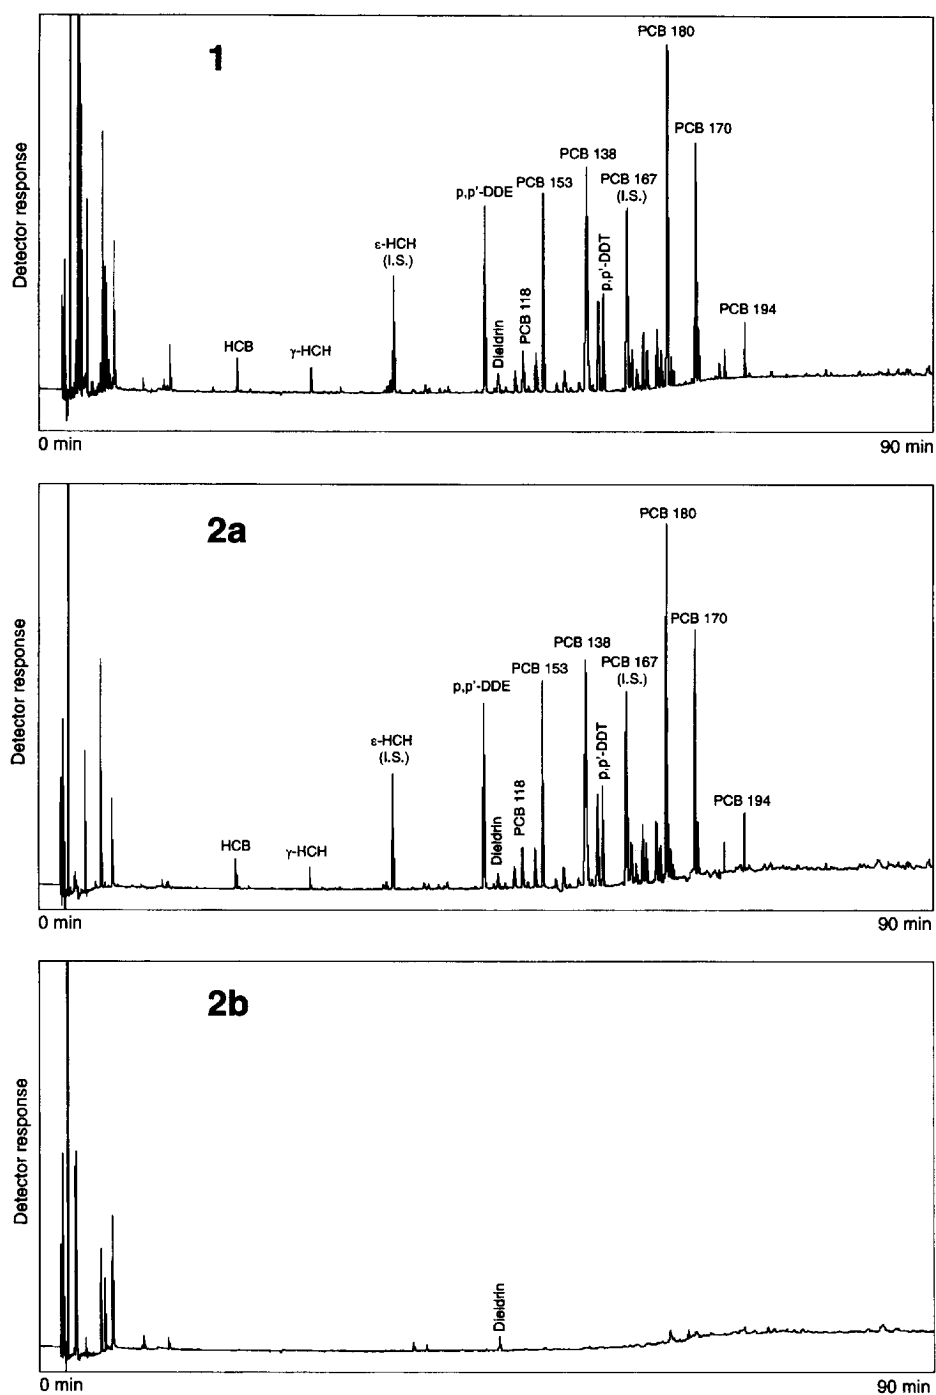 1
PCB 180
PCB 170
PCB 138
p,p'-DDE
PCB 153
PCB 167
(I.S.)
ε-HCH
(I.S.)
p,p'-DDT
PCB 118
Dieldrin
HCB
γ-HCH
PCB 194
Detector response
0 min
90 min
2a
PCB 180
PCB 170
PCB 138
PCB 153
PCB 167
(I.S.)
p,p'-DDE
ε-HCH
(I.S.)
p,p'-DDT
PCB 118
Dieldrin
HCB
γ-HCH
PCB 194
Detector response
0 min
90 min
2b
Dieldrin
Detector response
0 min
90 min